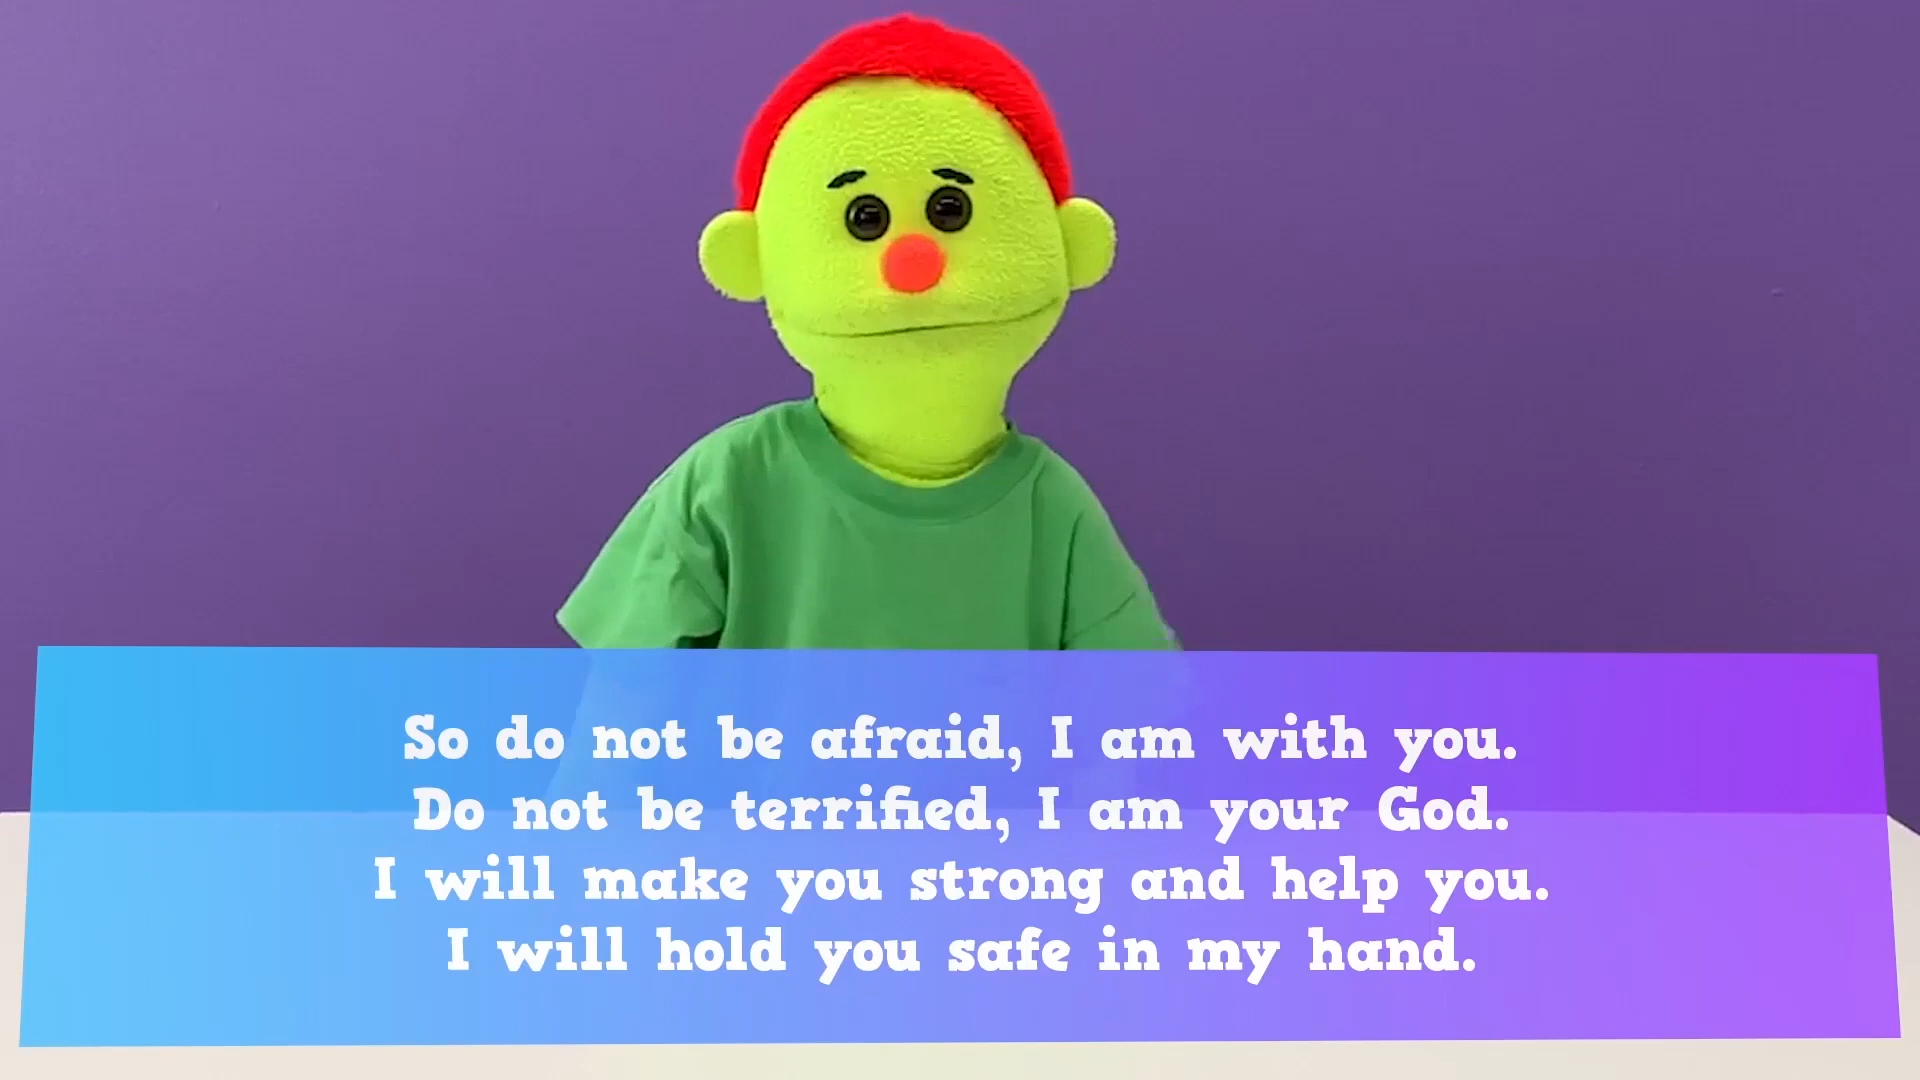 So do not be afraid, I am with you.
Do not be terrified, I am your God.
I will make you strong and help you.
I will hold you safe in my hand.